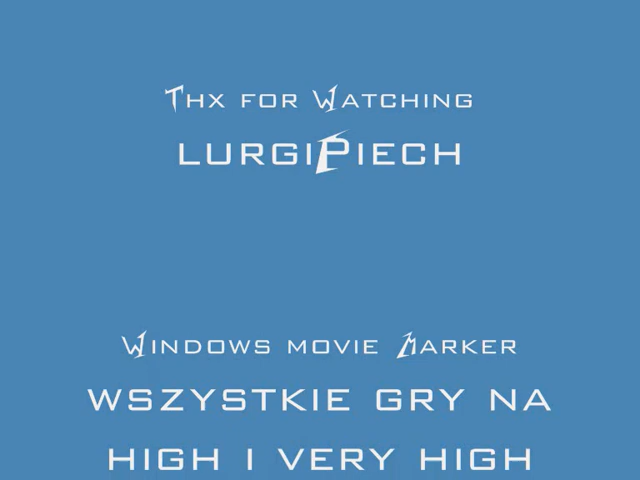 Thx for Watching
lurgiPiech
Windows movie Marker
wszystkie gry na
high i very high